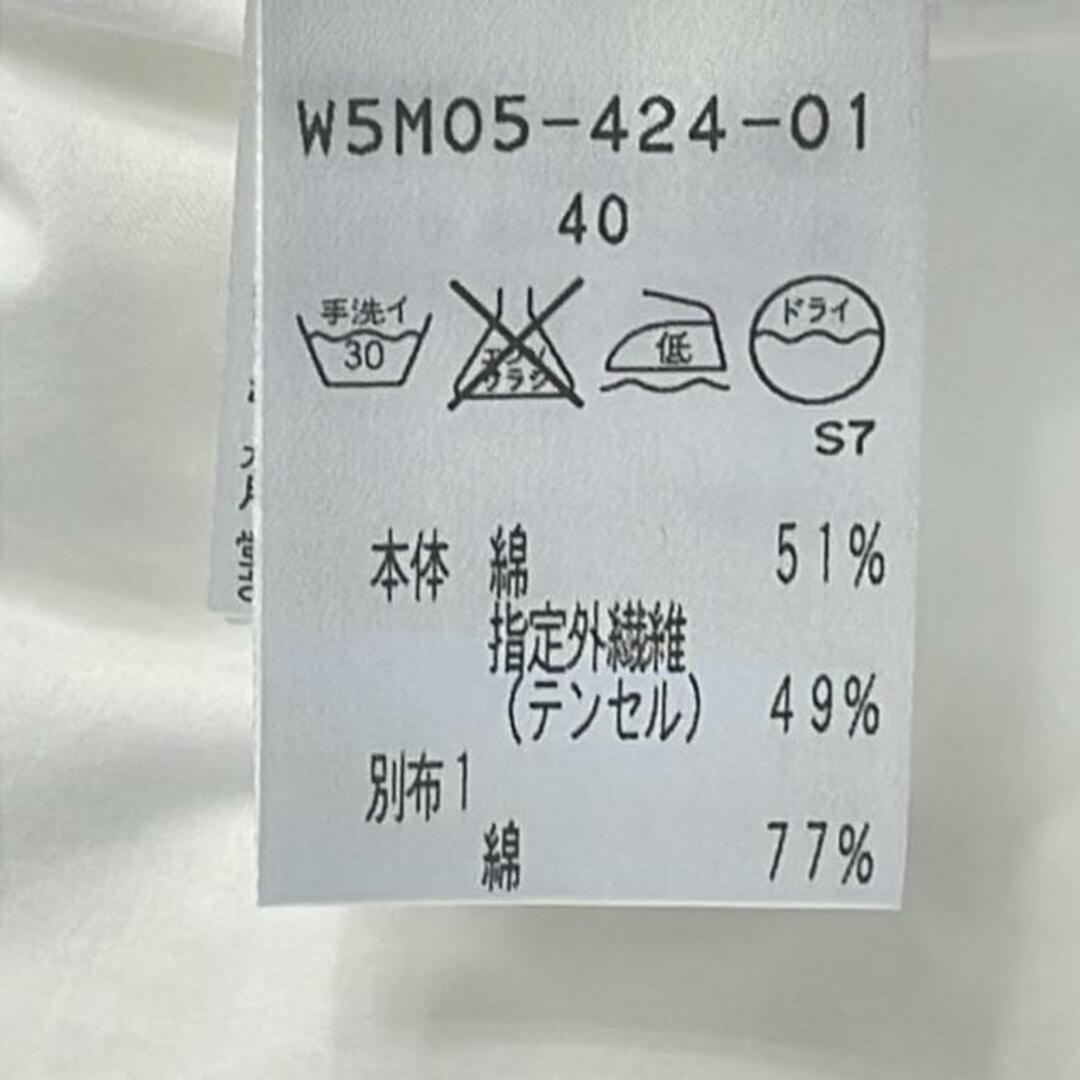 W5M05-424-01
40
手洗イ
30
低
ドライ
S7
本体 綿 51%
指定外繊維
(テンセル) 49%
別布1
綿 77%